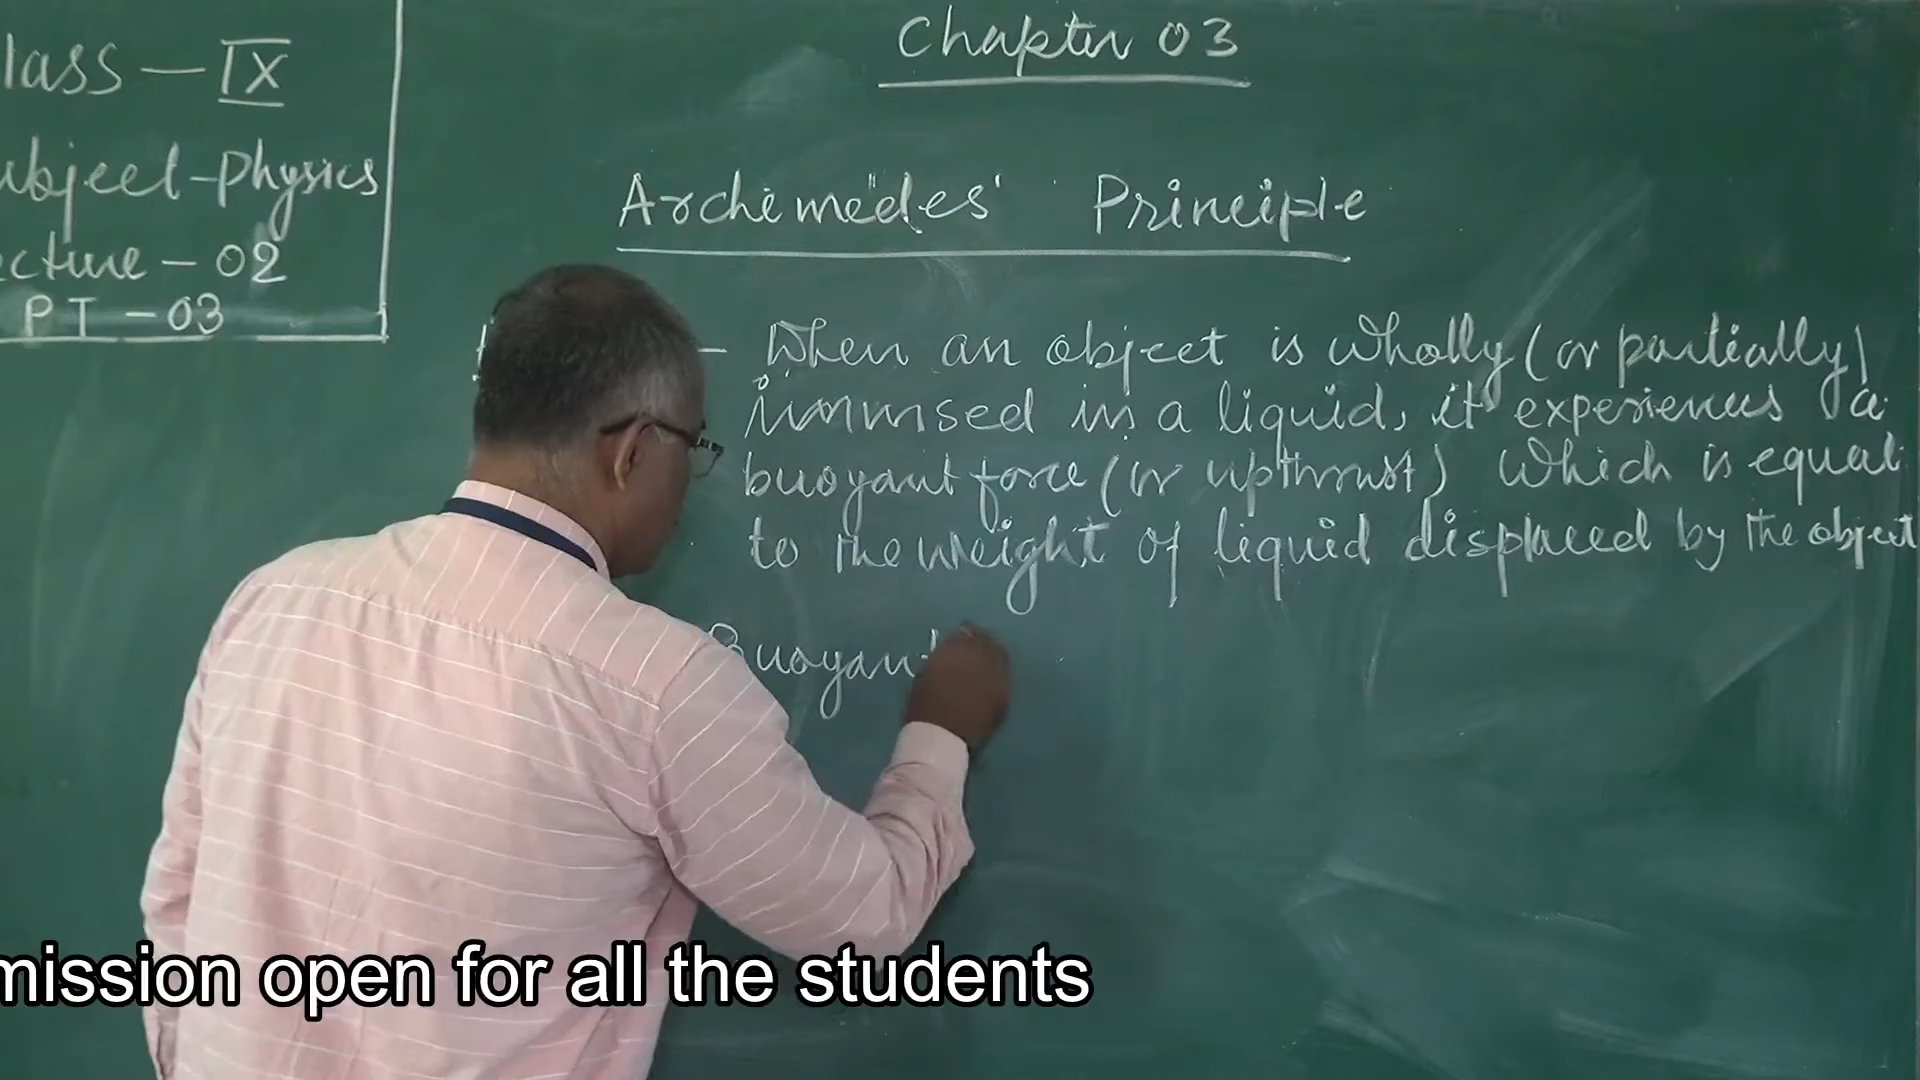 lass - IX
ubject - Physics
ecture - 02
PT - 03
Chapter 03
Archimedes' Principle
- When an object is wholly (or partially)
immersed in a liquid, it experiences a
buoyant force (or upthrust) which is equal
to the weight of liquid displaced by the object
Buoyant
mission open for all the students